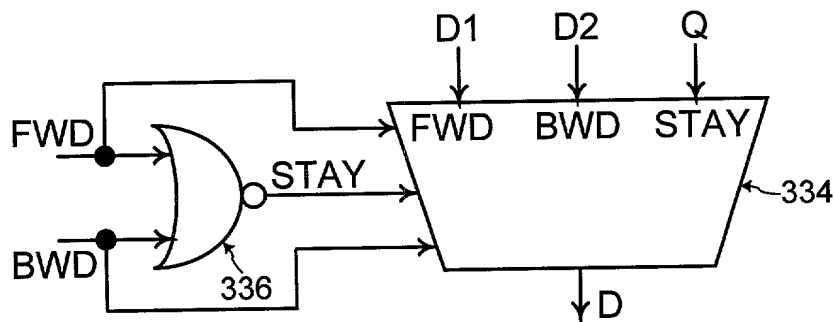 D1 D2 Q
FWD FWD BWD STAY
STAY
334
BWD 336
D